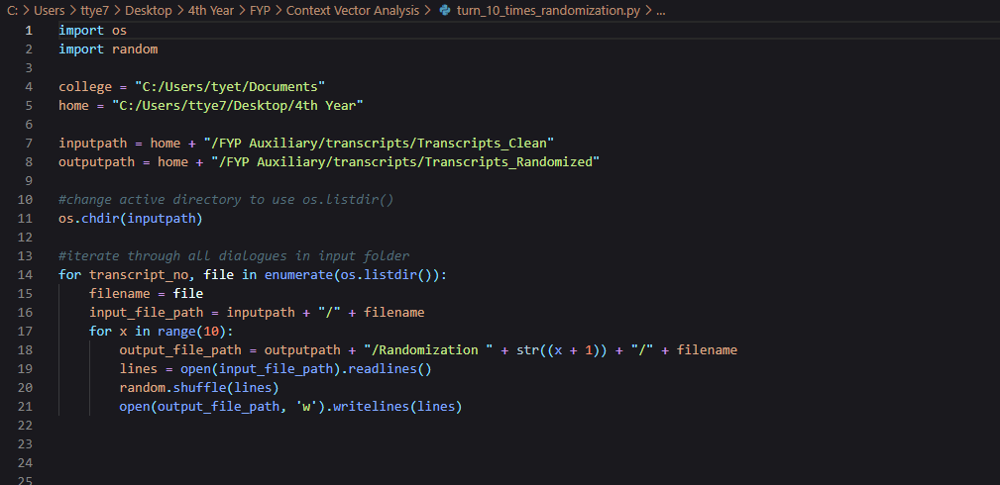 C: > Users > ttye7 > Desktop > 4th Year > FYP > Context Vector Analysis > turn_10_times_randomization.py > ...
1 import os
2 import random
3
4 college = "C:/Users/tyet/Documents"
5 home = "C:/Users/ttye7/Desktop/4th Year"
6
7 inputpath = home + "/FYP Auxiliary/transcripts/Transcripts_Clean"
8 outputpath = home + "/FYP Auxiliary/transcripts/Transcripts_Randomized"
9
10 #change active directory to use os.listdir()
11 os.chdir(inputpath)
12
13 #iterate through all dialogues in input folder
14 for transcript_no, file in enumerate(os.listdir()):
15     filename = file
16     input_file_path = inputpath + "/" + filename
17     for x in range(10):
18         output_file_path = outputpath + "/Randomization " + str((x + 1)) + "/" + filename
19         lines = open(input_file_path).readlines()
20         random.shuffle(lines)
21         open(output_file_path, 'w').writelines(lines)
22
23
24
25